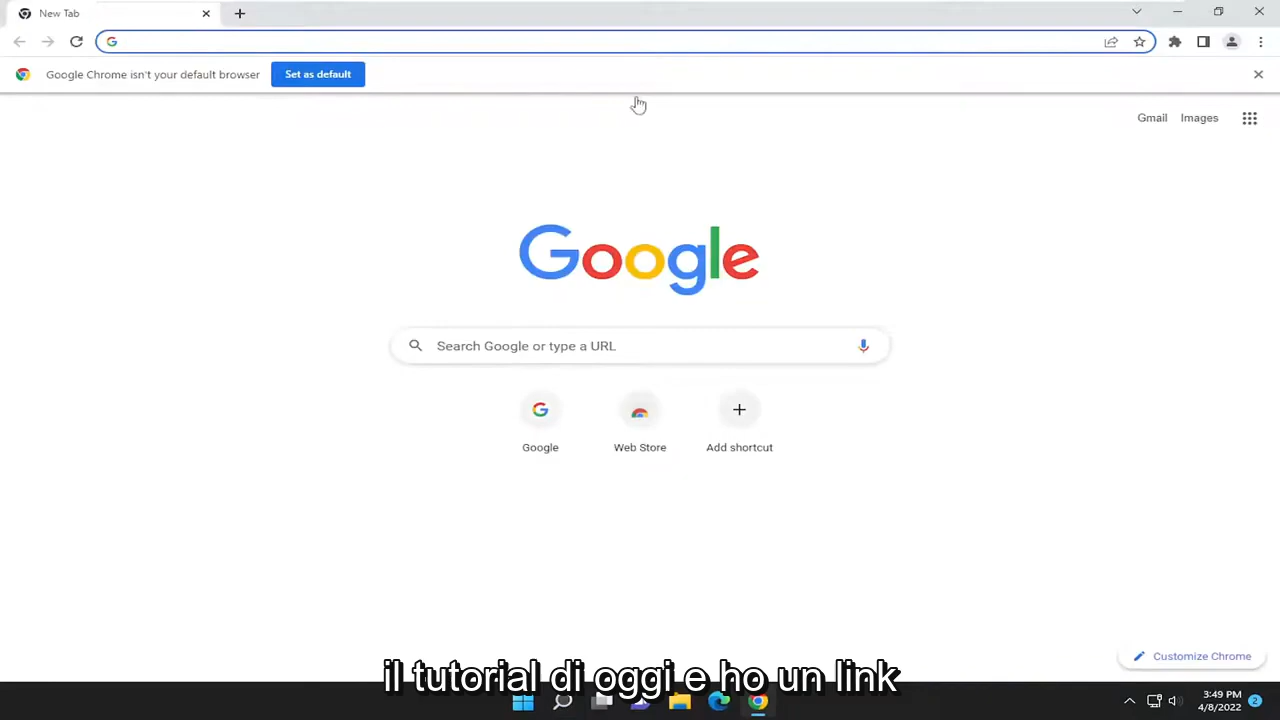 New Tab
Google Chrome isn't your default browser
Set as default
Gmail Images
Google
Search Google or type a URL
Google Web Store Add shortcut
Customize Chrome
il tutorial di oggi e ho un link
3:49 PM
4/8/2022
2